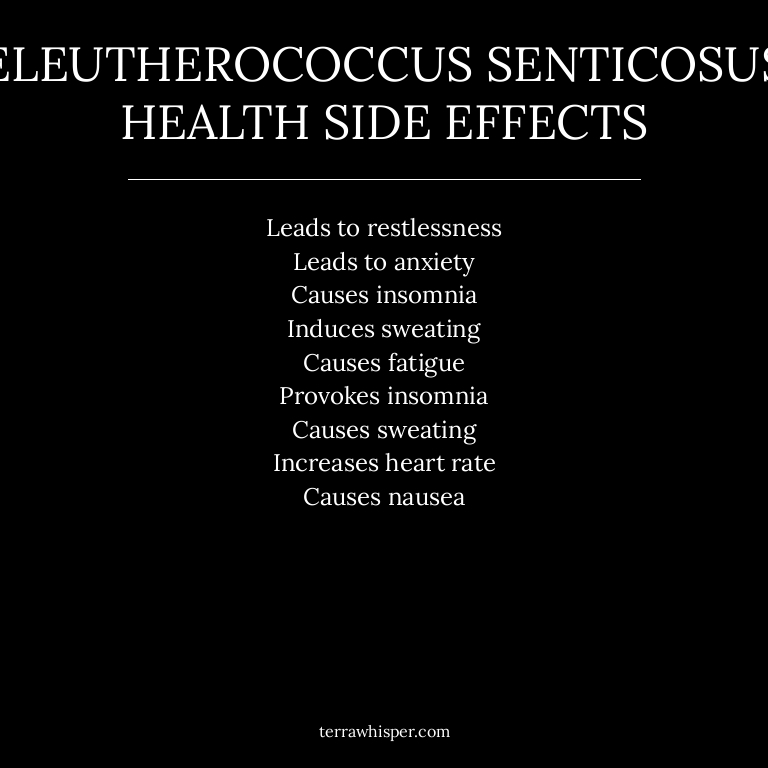 ELEUTHEROCOCCUS SENTICOSUS
HEALTH SIDE EFFECTS
Leads to restlessness
Leads to anxiety
Causes insomnia
Induces sweating
Causes fatigue
Provokes insomnia
Causes sweating
Increases heart rate
Causes nausea
terrawhisper.com